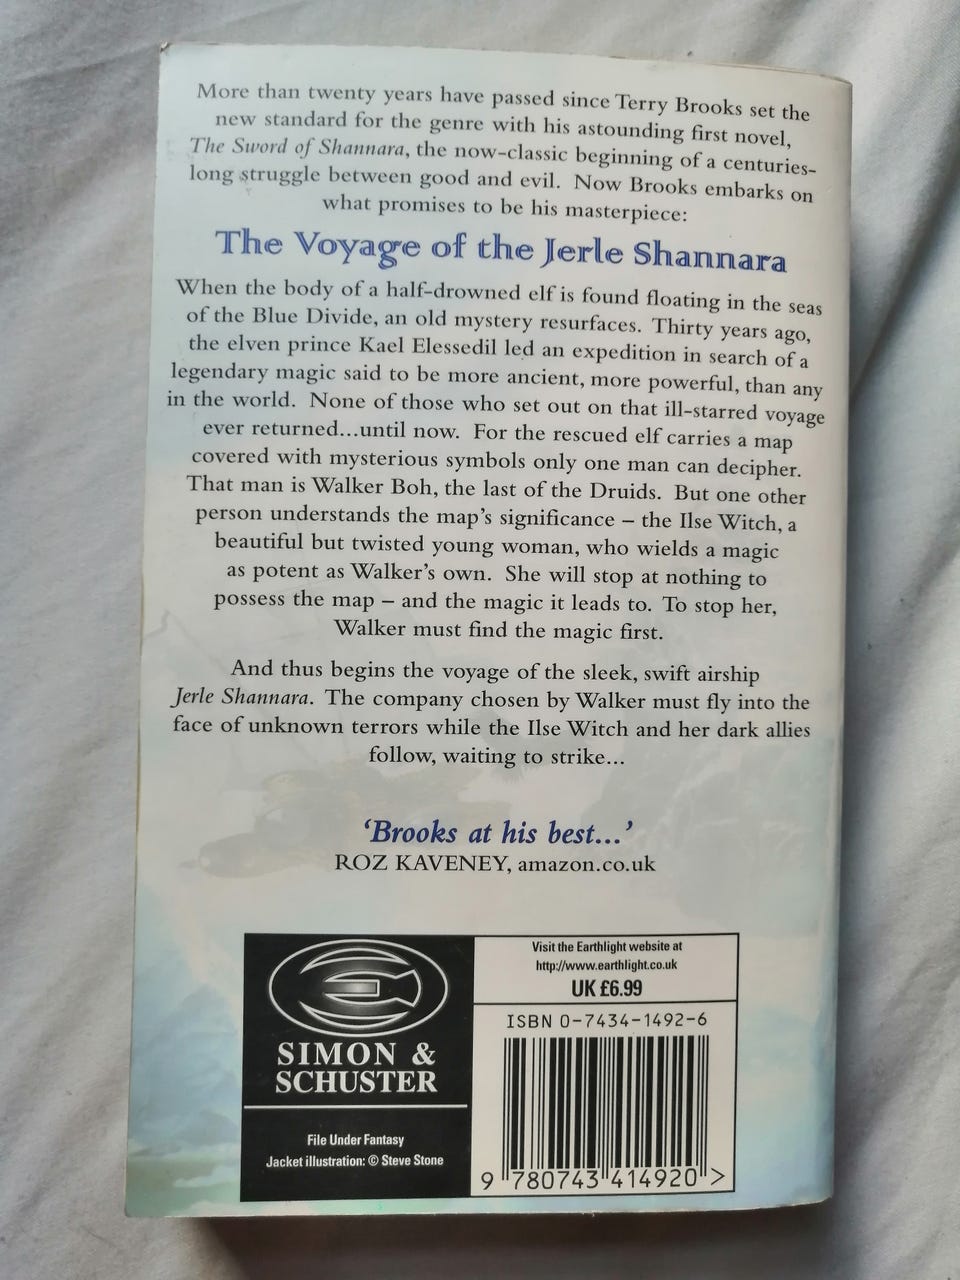 More than twenty years have passed since Terry Brooks set the
new standard for the genre with his astounding first novel,
The Sword of Shannara, the now-classic beginning of a centuries-
long struggle between good and evil. Now Brooks embarks on
what promises to be his masterpiece:
The Voyage of the Jerle Shannara
When the body of a half-drowned elf is found floating in the seas
of the Blue Divide, an old mystery resurfaces. Thirty years ago,
the elven prince Kael Elessedil led an expedition in search of a
legendary magic said to be more ancient, more powerful, than any
in the world. None of those who set out on that ill-starred voyage
ever returned...until now. For the rescued elf carries a map
covered with mysterious symbols only one man can decipher.
That man is Walker Boh, the last of the Druids. But one other
person understands the map's significance – the Ilse Witch, a
beautiful but twisted young woman, who wields a magic
as potent as Walker's own. She will stop at nothing to
possess the map – and the magic it leads to. To stop her,
Walker must find the magic first.
And thus begins the voyage of the sleek, swift airship
Jerle Shannara. The company chosen by Walker must fly into the
face of unknown terrors while the Ilse Witch and her dark allies
follow, waiting to strike...
'Brooks at his best...'
ROZ KAVENEY, amazon.co.uk
SIMON &
SCHUSTER
File Under Fantasy
Jacket illustration: © Steve Stone
Visit the Earthlight website at
http://www.earthlight.co.uk
UK £6.99
ISBN 0-7434-1492-6
9 780743 414920 >